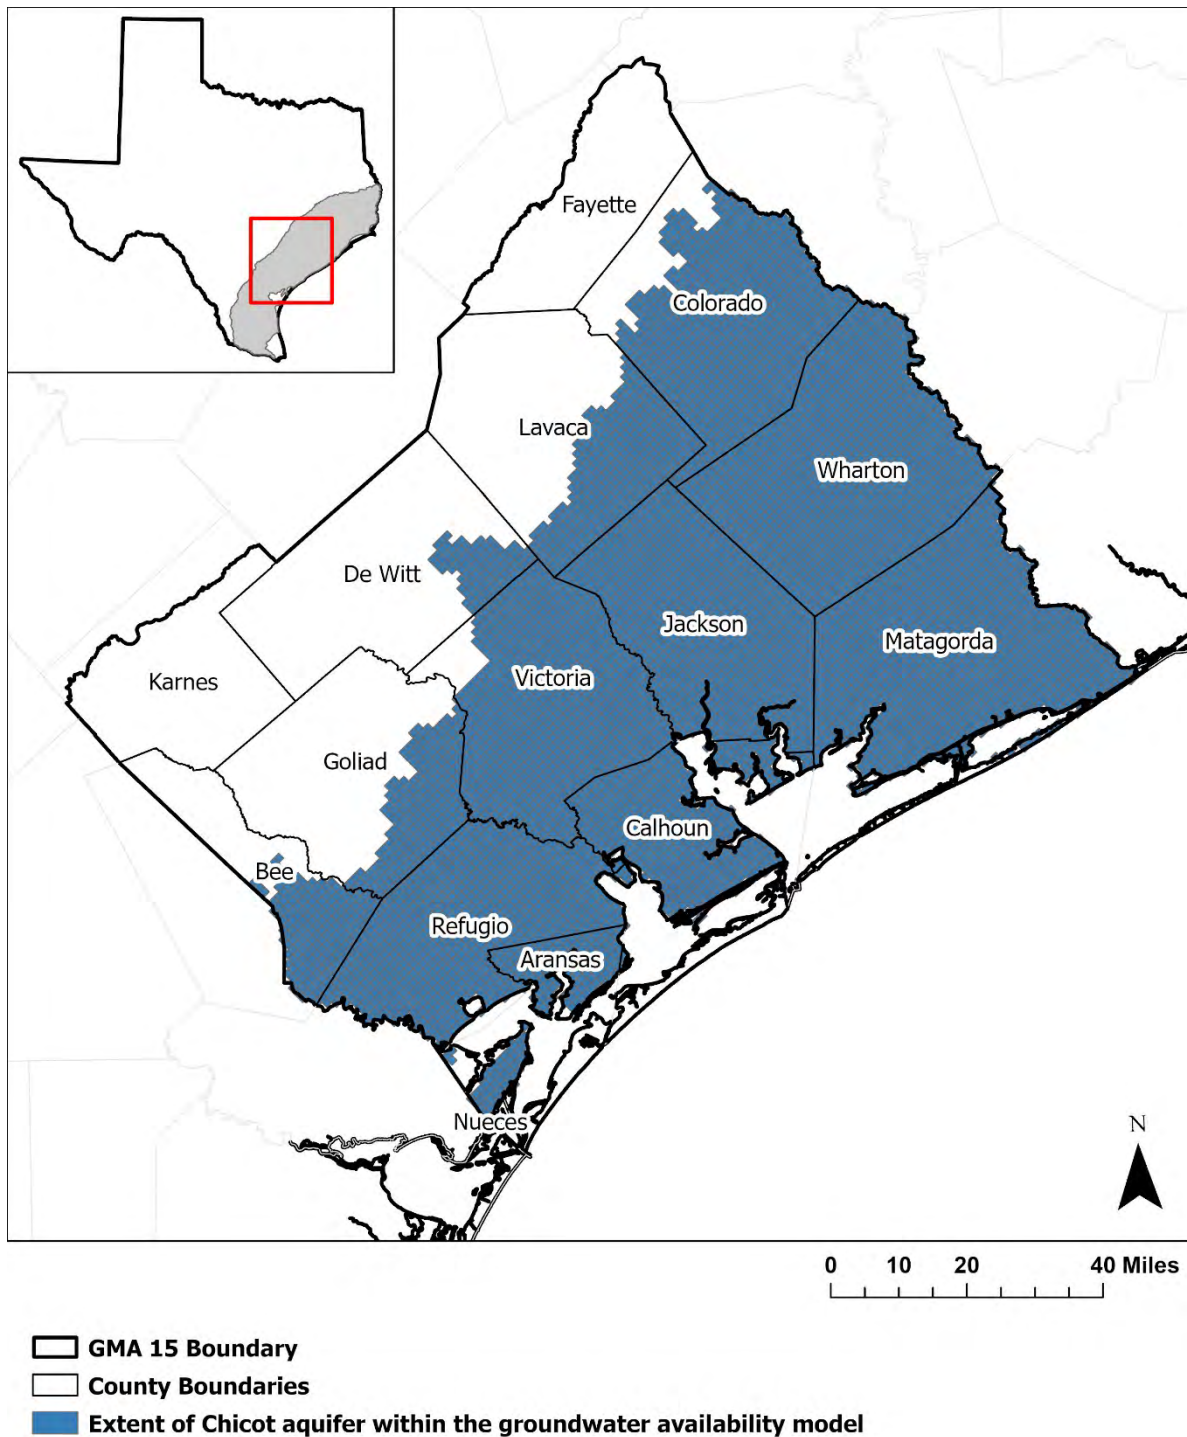 Fayette
Colorado
Lavaca
Wharton
De Witt
Jackson
Matagorda
Karnes
Victoria
Goliad
Calhoun
Bee
Refugio
Aransas
Nueces
N
0 10 20 40 Miles
GMA 15 Boundary
County Boundaries
Extent of Chicot aquifer within the groundwater availability model